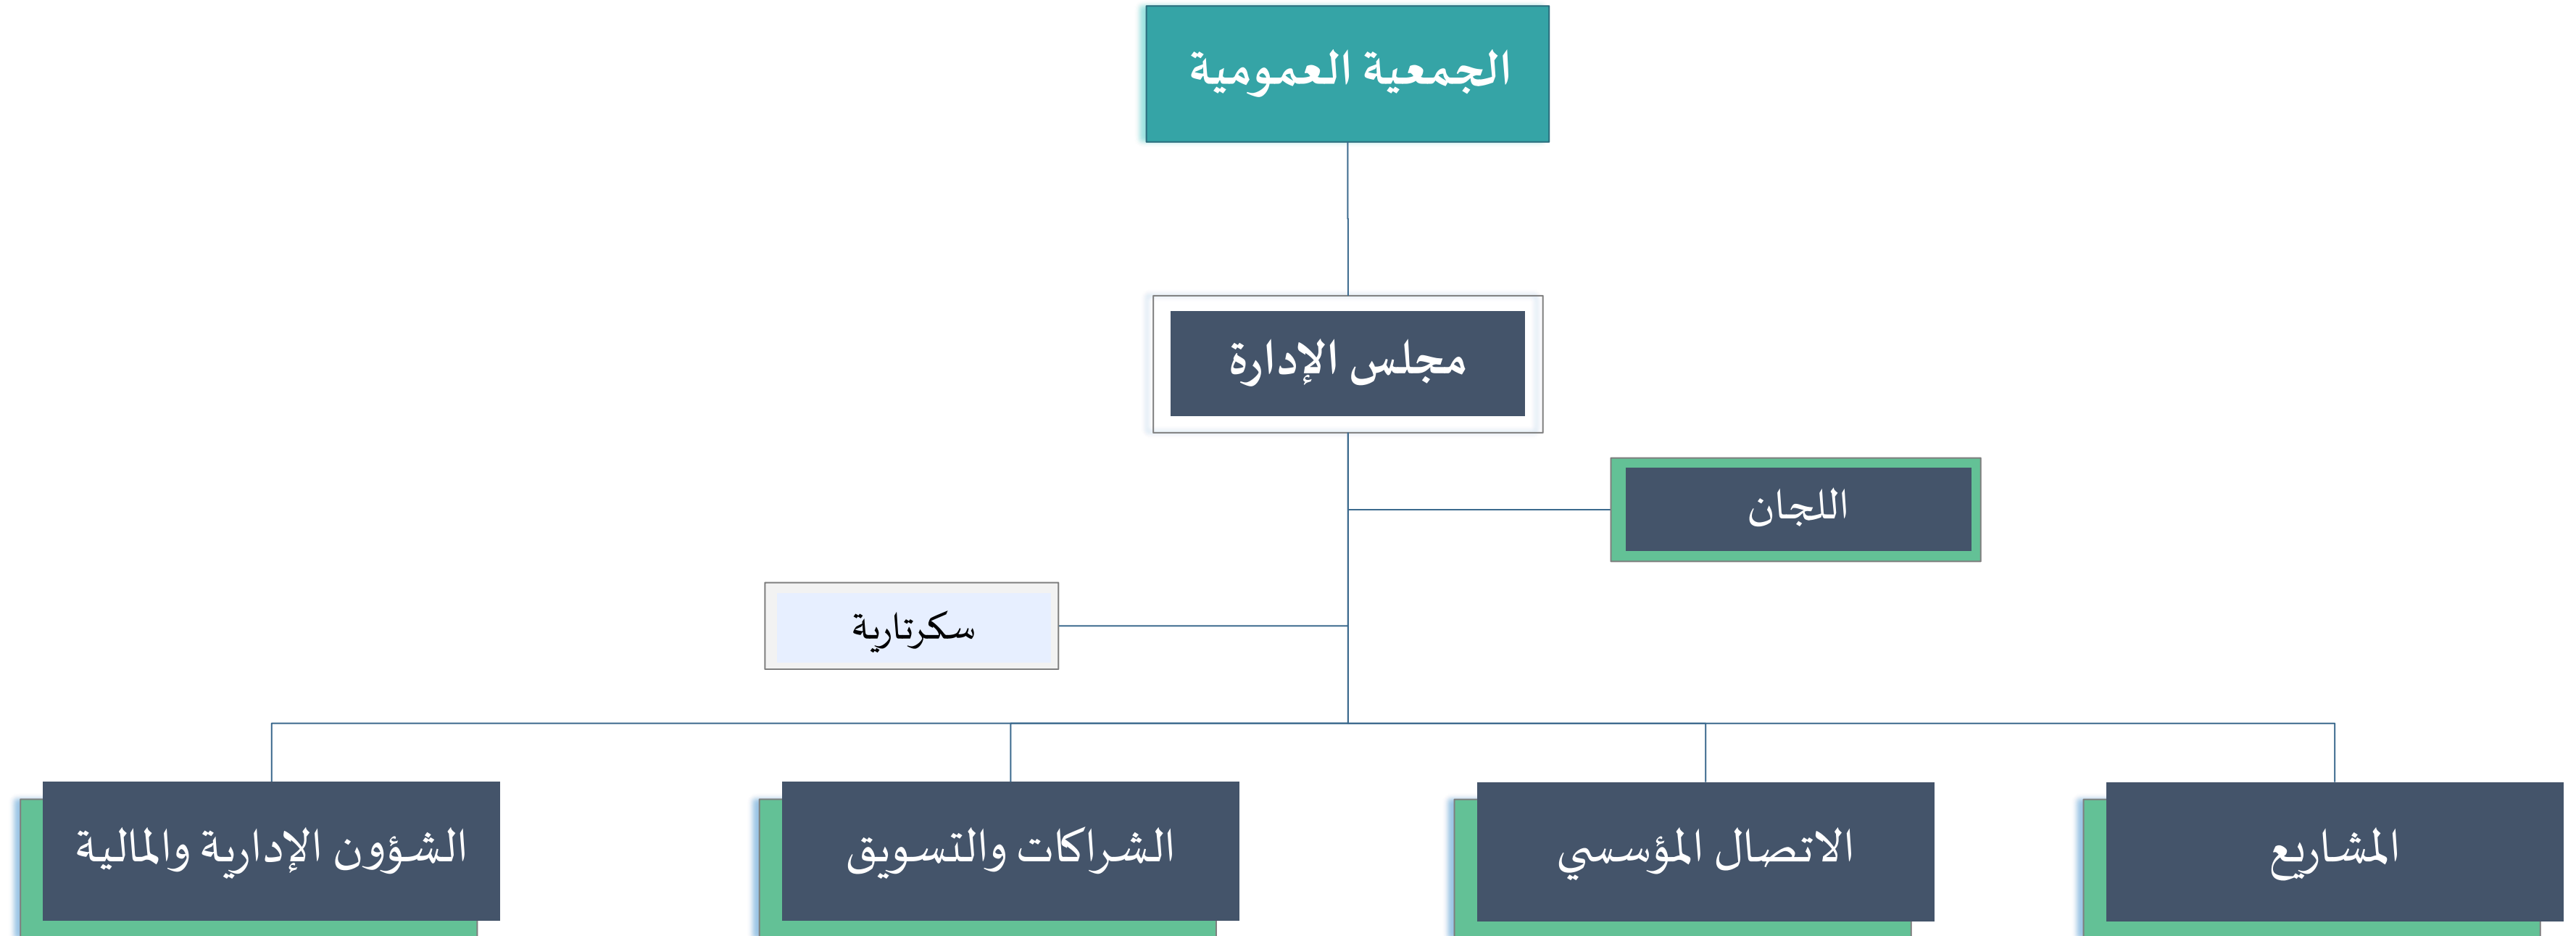 الجمعية العمومية
مجلس الإدارة
اللجان
سكرتارية
المشاريع
الاتصال المؤسسي
الشراكات والتسويق
الشؤون الإدارية والمالية